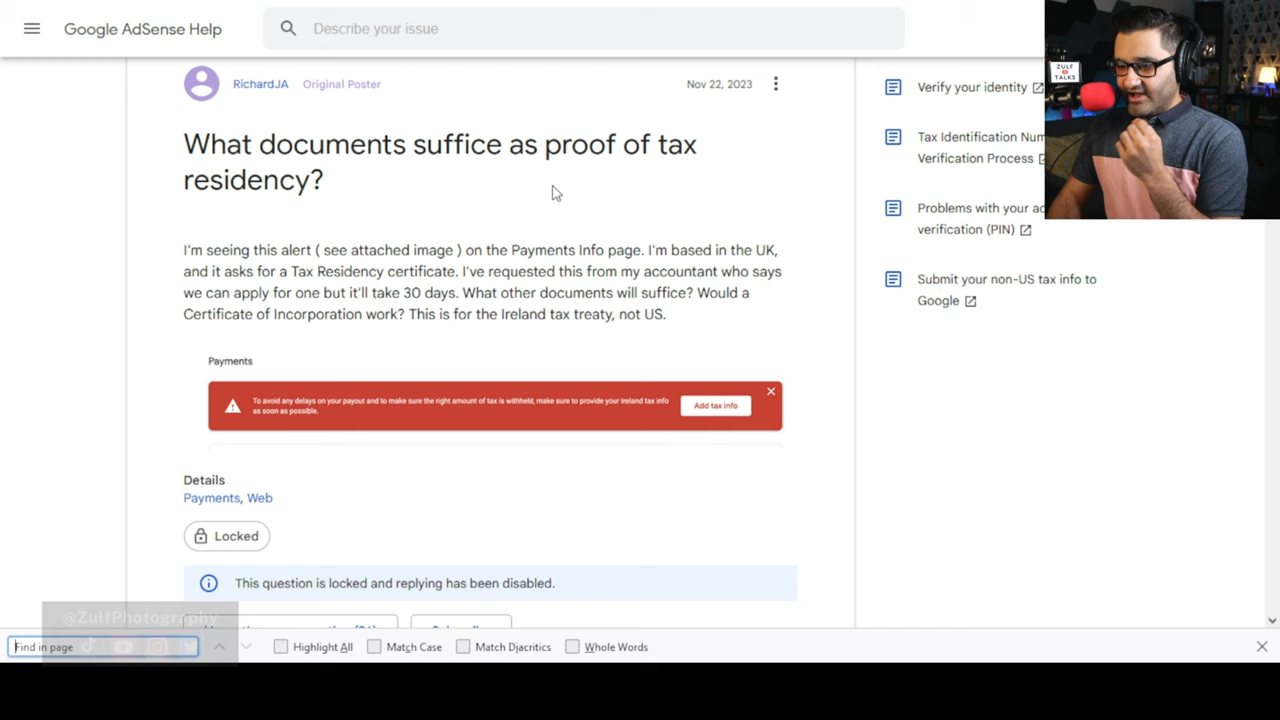 Google AdSense Help
Describe your issue
ZULF
TALKS
RichardJA Original Poster
Nov 22, 2023
What documents suffice as proof of tax
residency?
I'm seeing this alert ( see attached image ) on the Payments Info page. I'm based in the UK,
and it asks for a Tax Residency certificate. I've requested this from my accountant who says
we can apply for one but it'll take 30 days. What other documents will suffice? Would a
Certificate of Incorporation work? This is for the Ireland tax treaty, not US.
Payments
To avoid any delays on your payout and to make sure the right amount of tax is withheld, make sure to provide your Ireland tax info
as soon as possible.
Add tax info
Details
Payments, Web
Locked
This question is locked and replying has been disabled.
Verify your identity
Tax Identification Num
Verification Process
Problems with your ad
verification (PIN)
Submit your non-US tax info to
Google
@ZulfPhotography
Find in page
Highlight All
Match Case
Match Diacritics
Whole Words